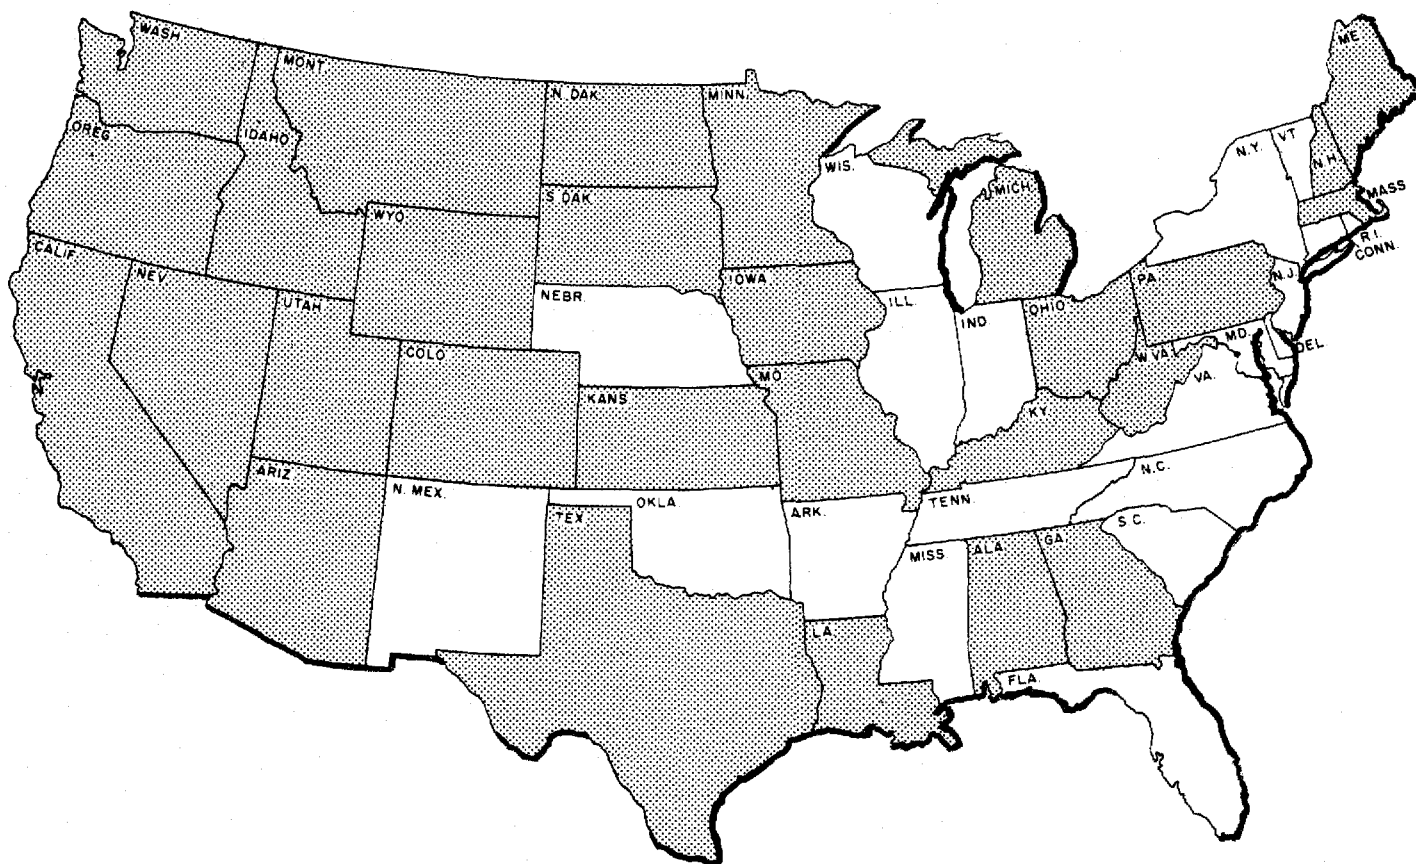 WASH
MONT.
N. DAK.
MINN.
ME.
OREG.
IDAHO
WIS.
N.Y.
VT
N.H.
MICH.
MASS
WYO
S. DAK
CALIF.
NEV.
R.I.
CONN.
UTAH
NEBR.
IOWA
ILL.
IND
OHIO
PA.
N.J.
COLO
MO
W.VA.
MD.
DEL
KANS
KY.
VA.
ARIZ
N. MEX.
OKLA.
TEX
ARK.
TENN.
N.C.
S.C.
MISS
ALA.
GA.
LA.
FLA.